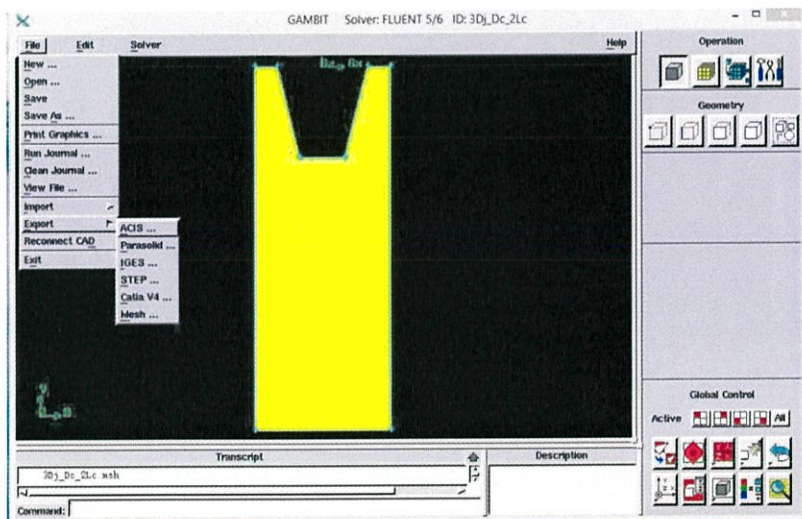 GAMBIT Solver: FLUENT 5/6 ID: 3Dj_Dc_2Lc
File Edit Solver Help
New ...
Open ...
Save
Save As ...
Print Graphics ...
Run Journal ...
Clean Journal ...
View File ...
Import
Export
Reconnect CAD
Exit
ACIS ...
Parasolid ...
IGES ...
STEP ...
Catia V4 ...
Mesh ...
Operation
Geometry
Global Control
Active All
Transcript
3Dj_Dc_2Lc msh
Command:
Description